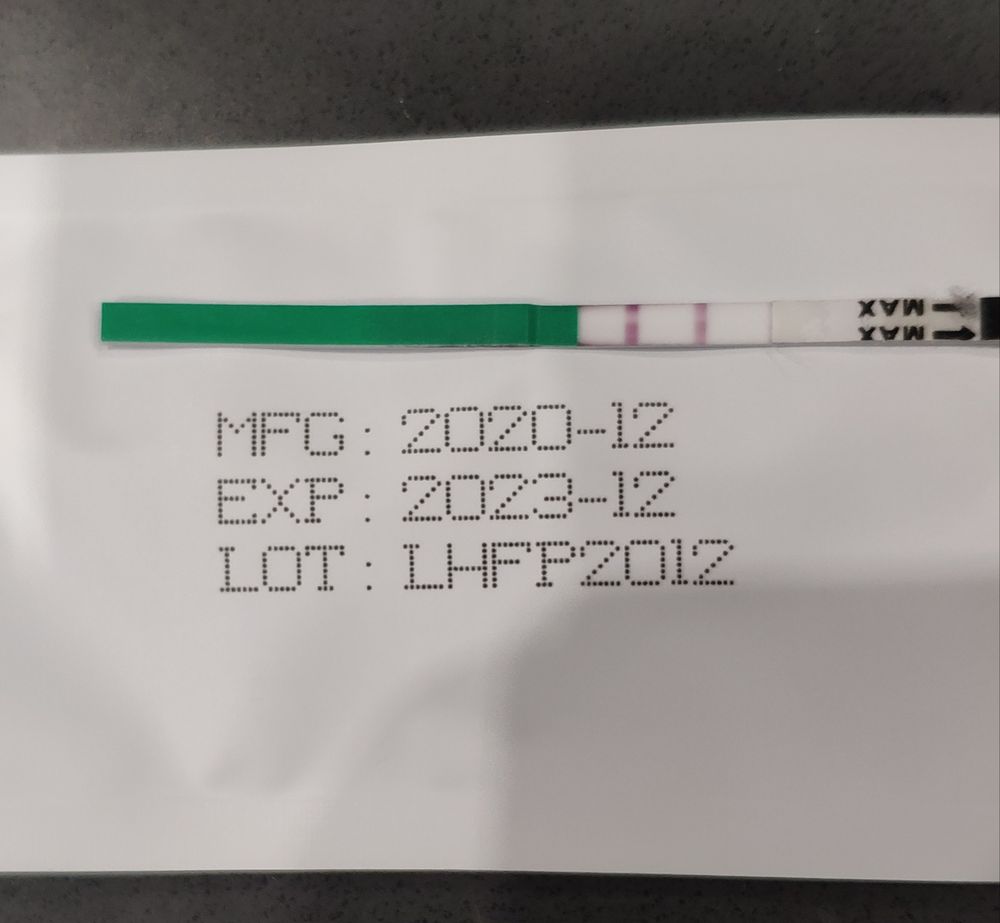 MAX
MAX
MFG: 2020-12
EXP: 2023-12
LOT: LHFP2012